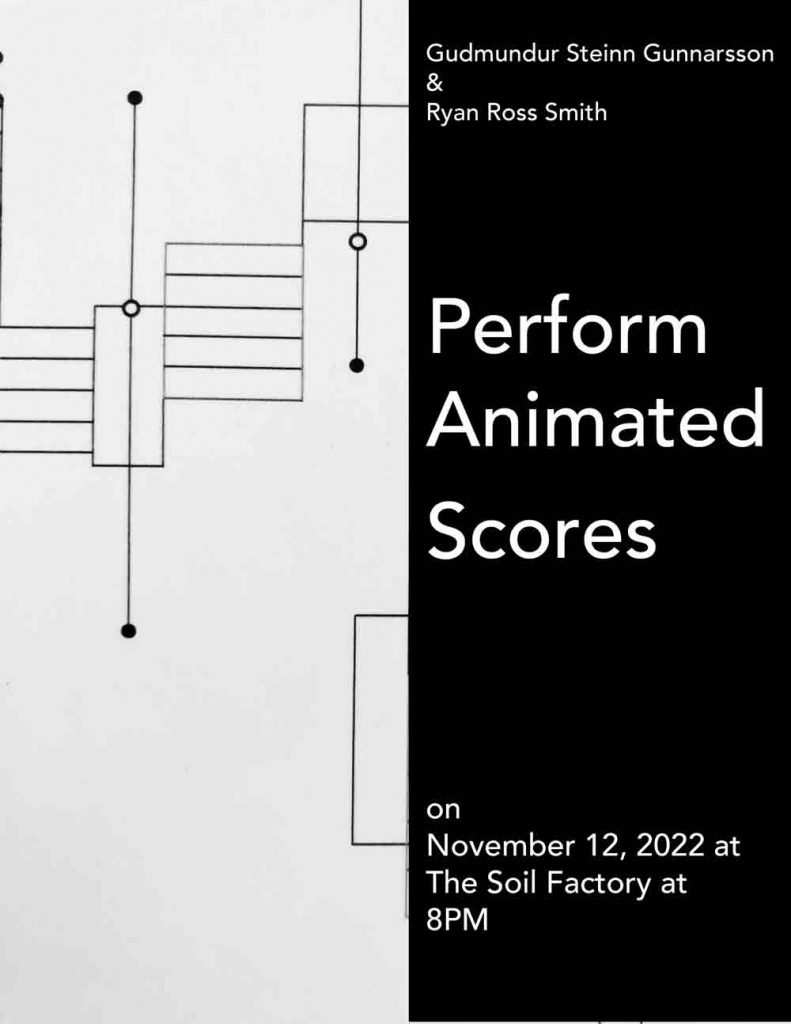 Gudmundur Steinn Gunnarsson
&
Ryan Ross Smith
Perform
Animated
Scores
on
November 12, 2022 at
The Soil Factory at
8PM